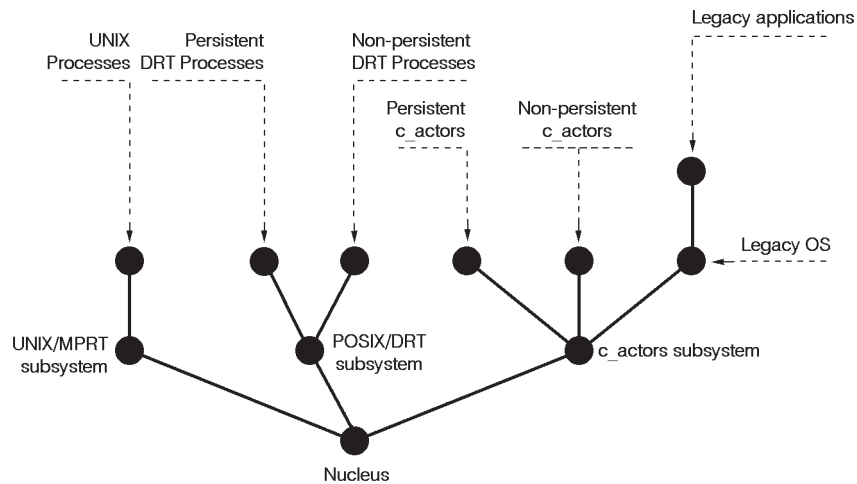 Legacy applications
UNIX
Processes
Persistent
DRT Processes
Non-persistent
DRT Processes
Persistent
c_actors
Non-persistent
c_actors
Legacy OS
UNIX/MPRT
subsystem
POSIX/DRT
subsystem
c_actors subsystem
Nucleus